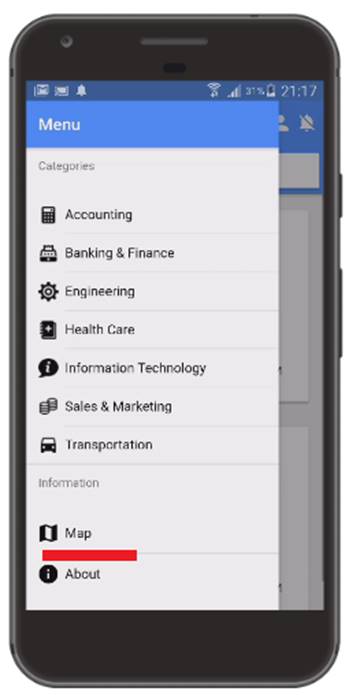 31% 21:17
Menu
Categories
Accounting
Banking & Finance
Engineering
Health Care
Information Technology
Sales & Marketing
Transportation
Information
Map
About